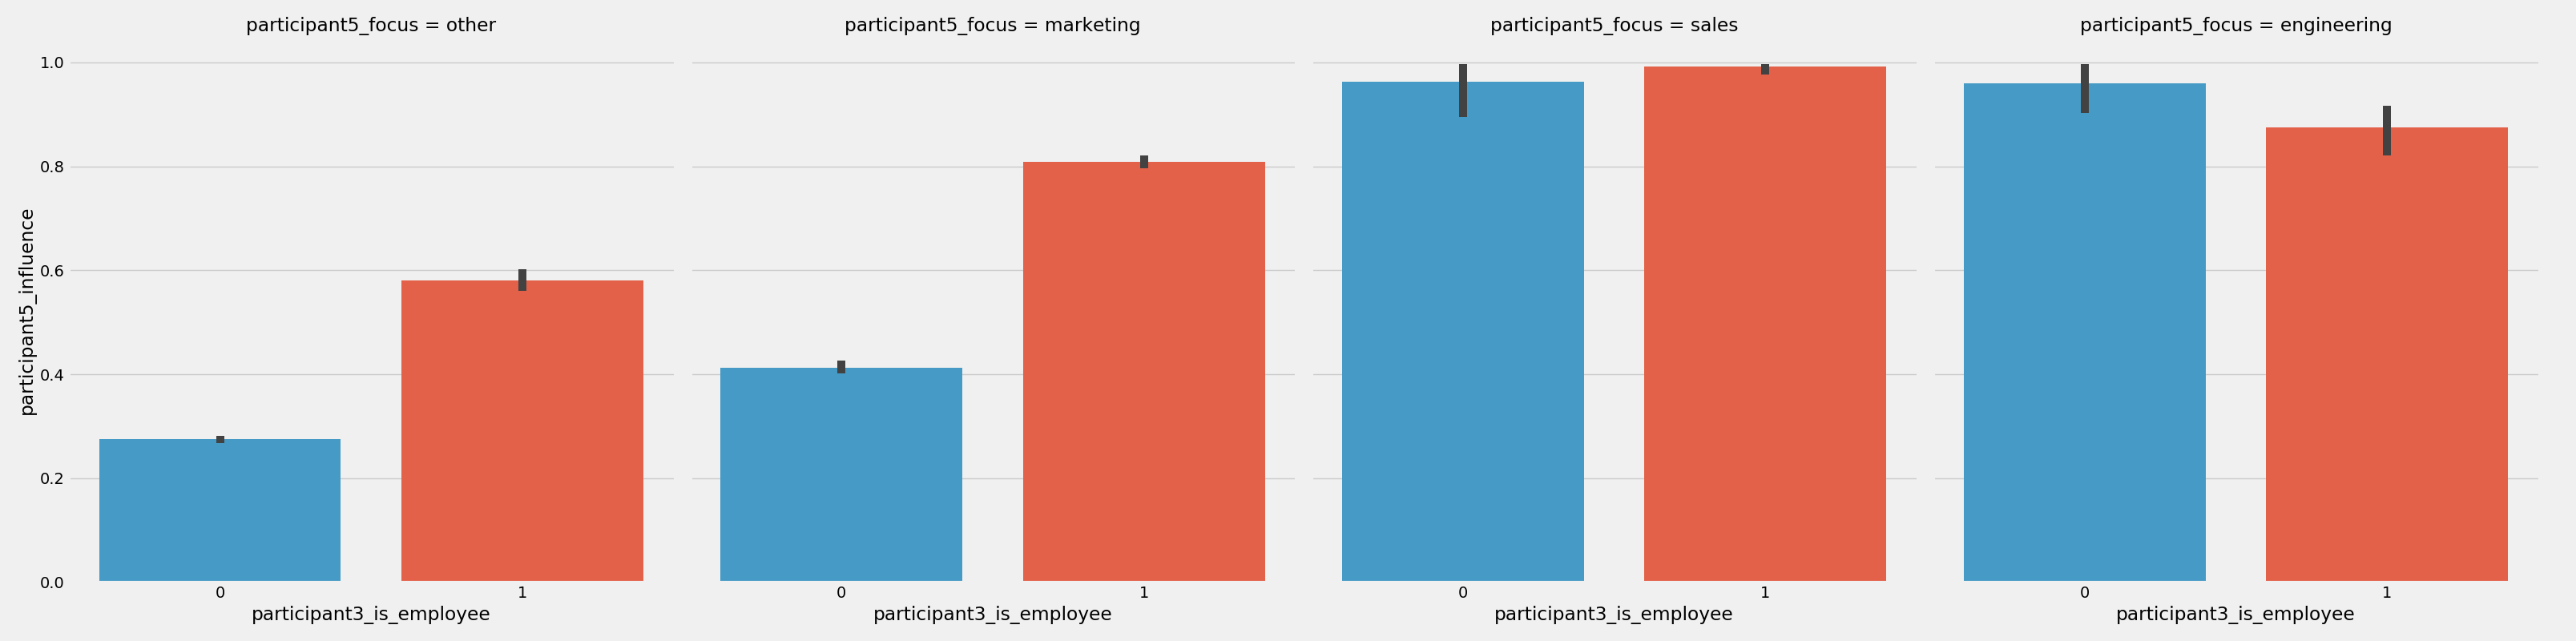 participant5_focus = other
participant5_focus = marketing
participant5_focus = sales
participant5_focus = engineering
participant5_influence
1.0
0.8
0.6
0.4
0.2
0.0
0 1
0 1
0 1
0 1
participant3_is_employee
participant3_is_employee
participant3_is_employee
participant3_is_employee